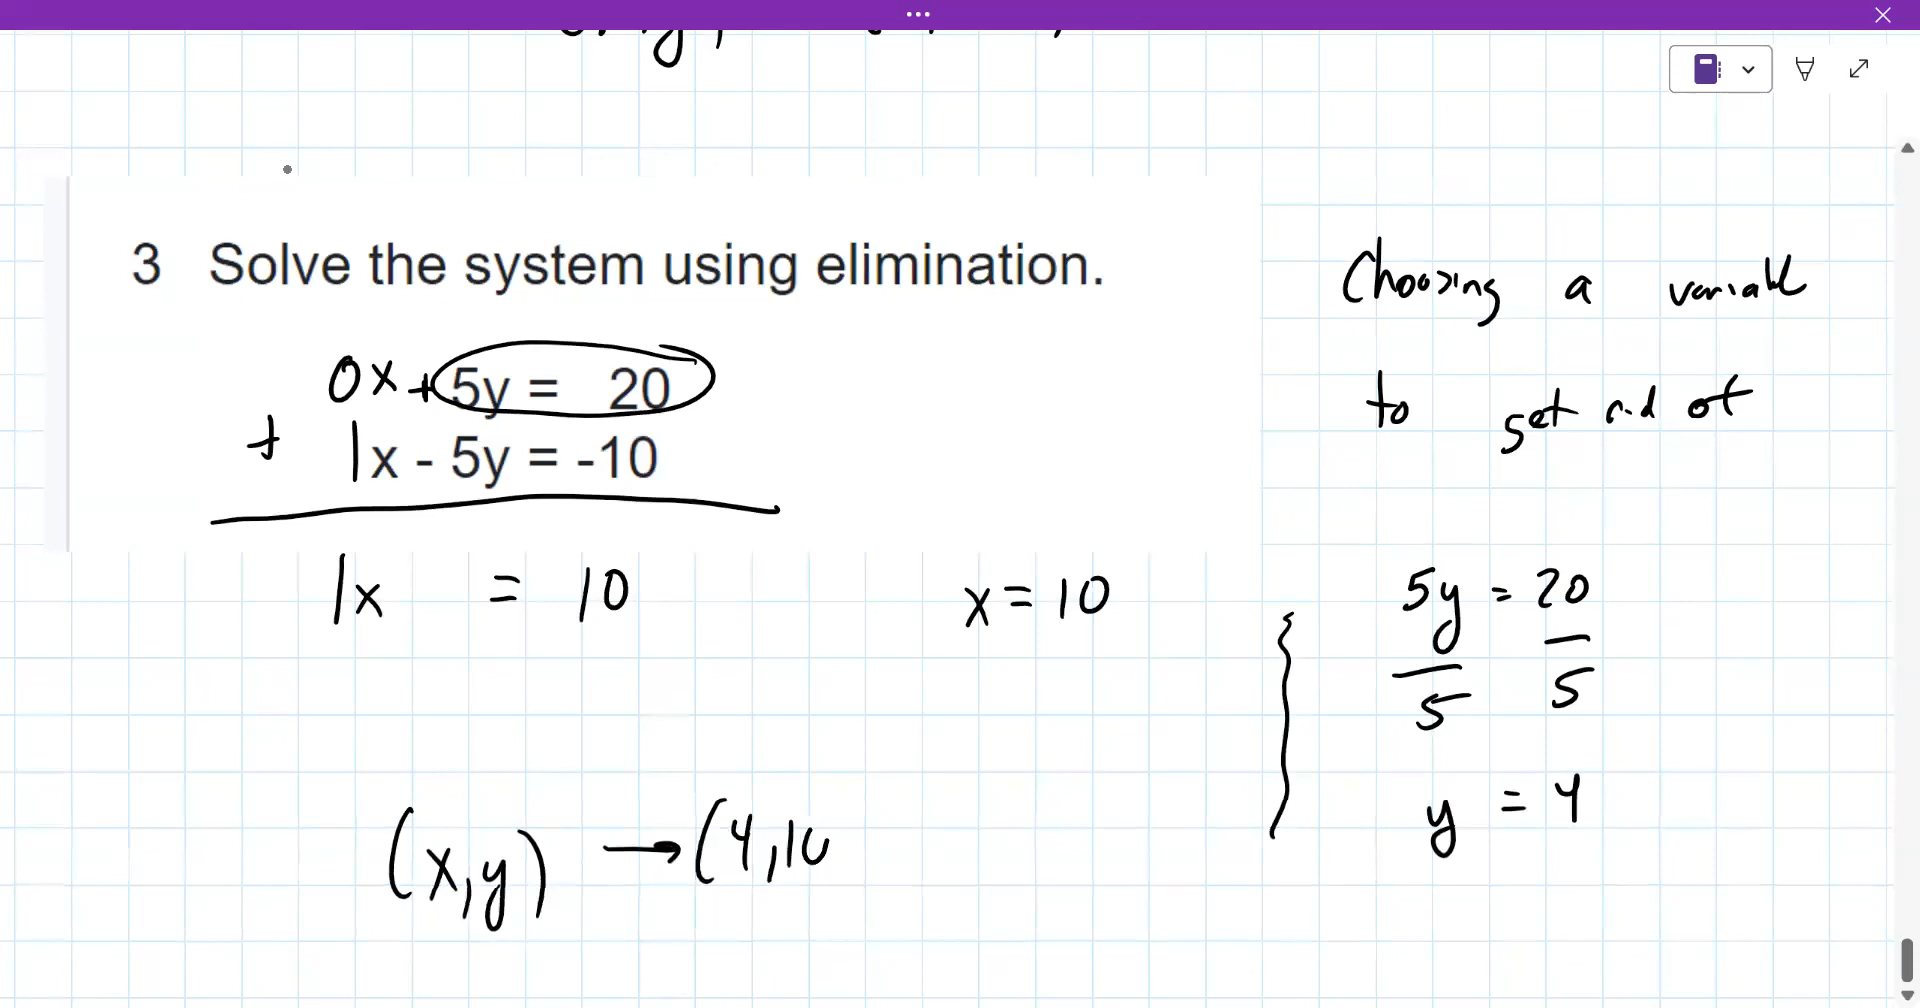 3 Solve the system using elimination.
0x + 5y = 20
+ 1x - 5y = -10
1x = 10
x = 10
(x,y) → (4,10
Choosing a variable
to get rid of
5y = 20
5 5
y = 4